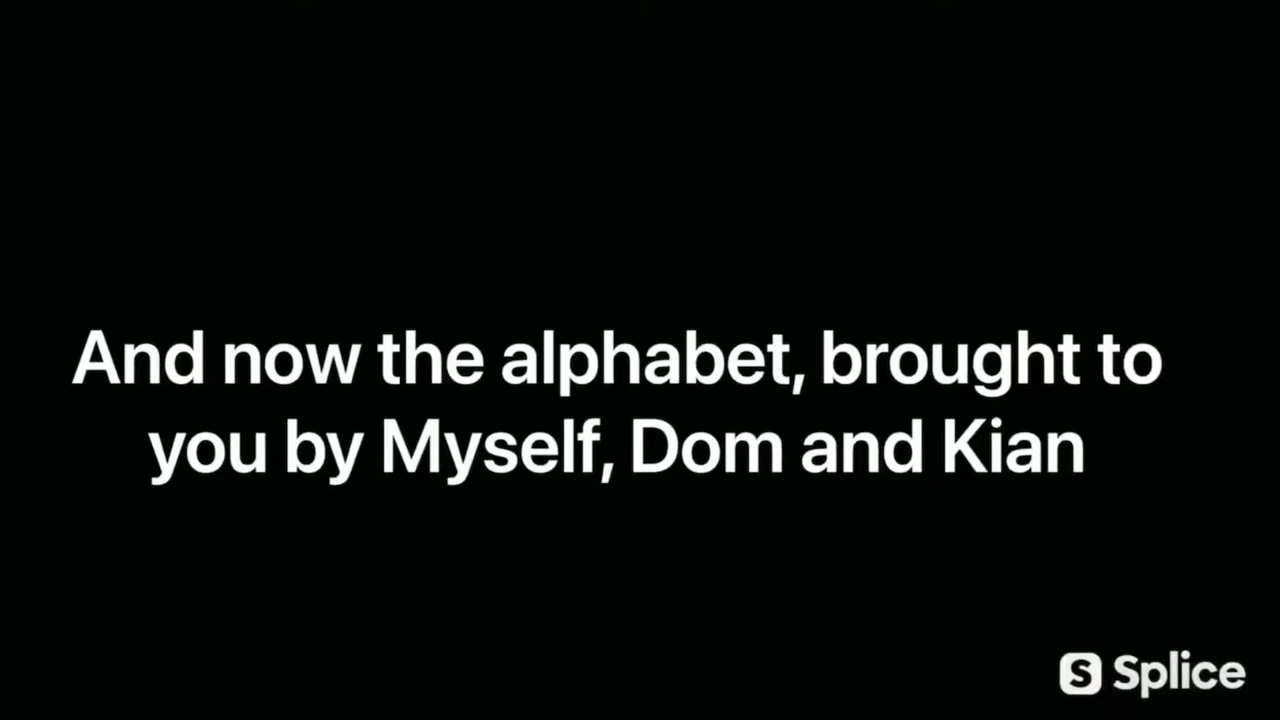 And now the alphabet, brought to
you by Myself, Dom and Kian
S Splice